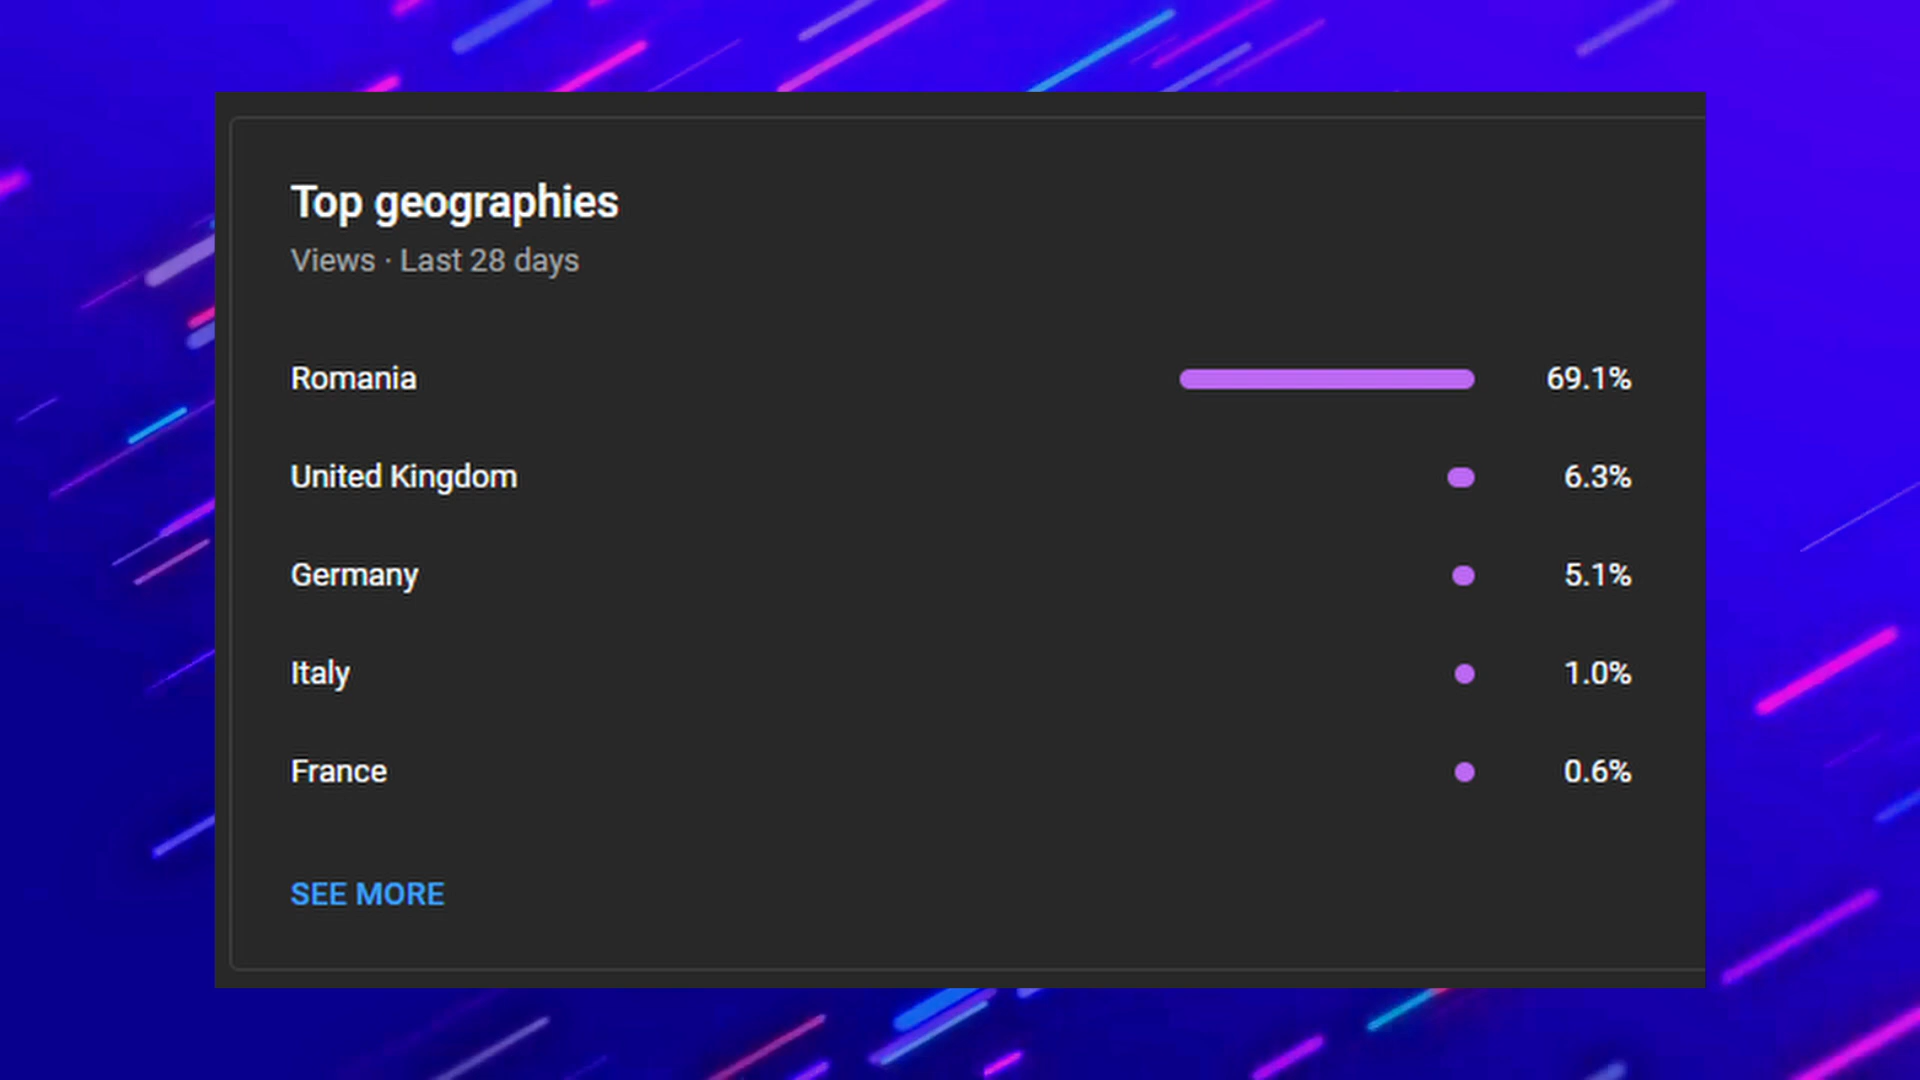 Top geographies
Views · Last 28 days
Romania 69.1%
United Kingdom 6.3%
Germany 5.1%
Italy 1.0%
France 0.6%
SEE MORE